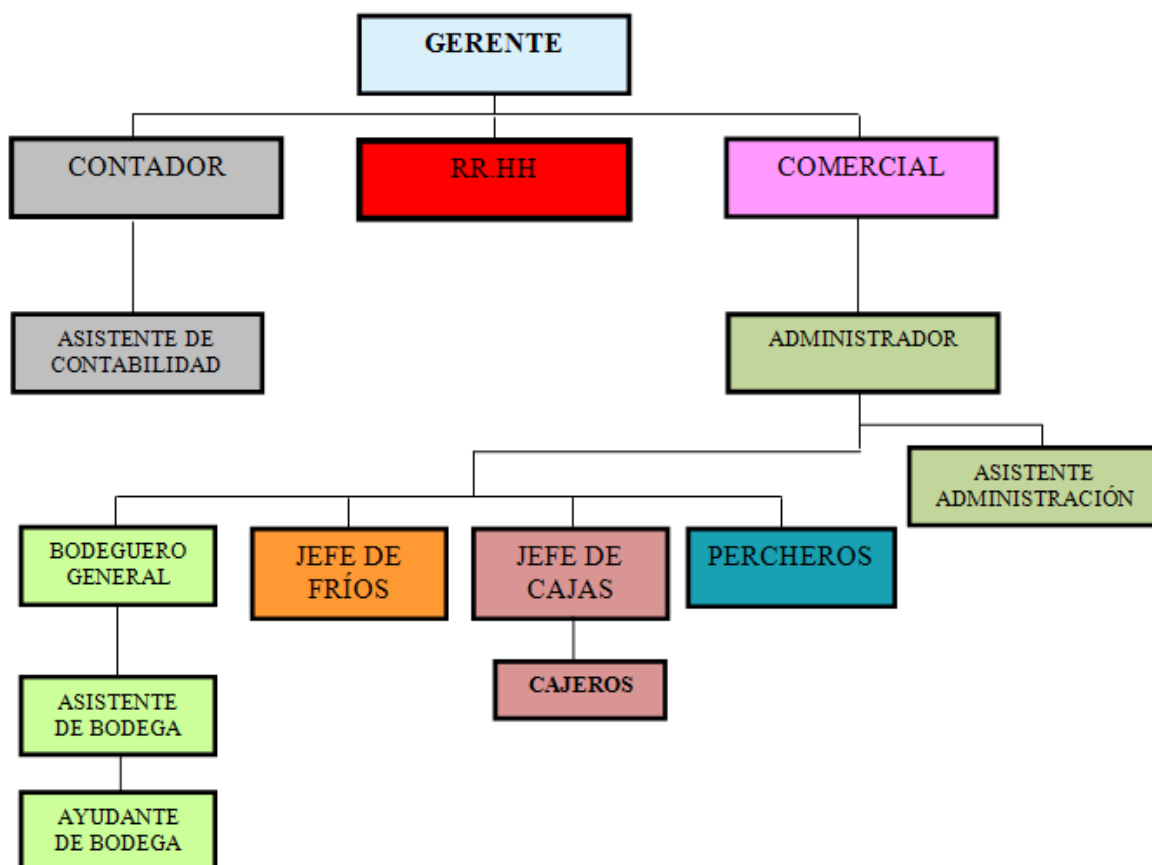 GERENTE
CONTADOR
RR.HH
COMERCIAL
ASISTENTE DE
CONTABILIDAD
ADMINISTRADOR
ASISTENTE
ADMINISTRACIÓN
BODEGUERO
GENERAL
JEFE DE
FRÍOS
JEFE DE
CAJAS
PERCHEROS
CAJEROS
ASISTENTE
DE BODEGA
AYUDANTE
DE BODEGA